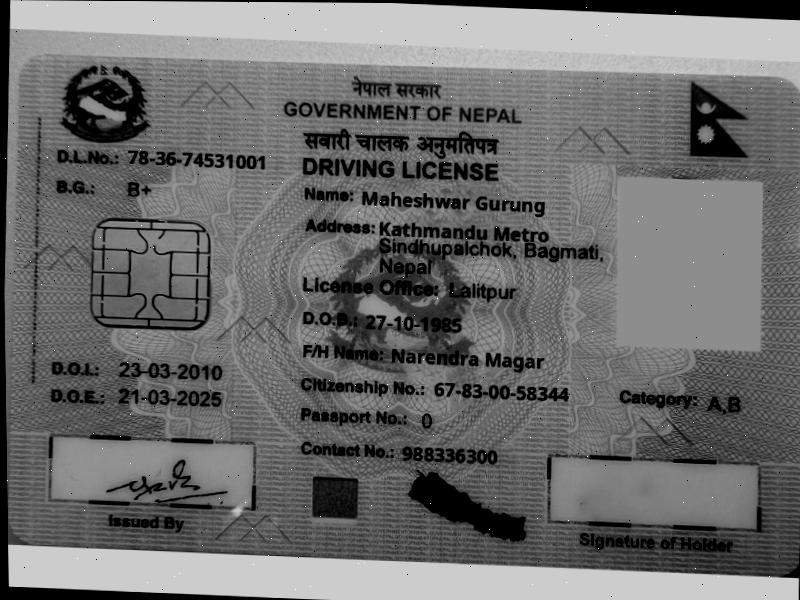 नेपाल सरकार
GOVERNMENT OF NEPAL
सवारी चालक अनुमतिपत्र
DRIVING LICENSE
D.L.No.: 78-36-74531001
B.G.: B+
Name: Maheshwar Gurung
Address: Kathmandu Metro
Sindhupalchok, Bagmati,
Nepal
License Office: Lalitpur
D.O.B.: 27-10-1985
F/H Name: Narendra Magar
D.O.I.: 23-03-2010
D.O.E.: 21-03-2025
Citizenship No.: 67-83-00-58344
Category: A,B
Passport No.: 0
Contact No.: 988336300
Issued By
Signature of Holder